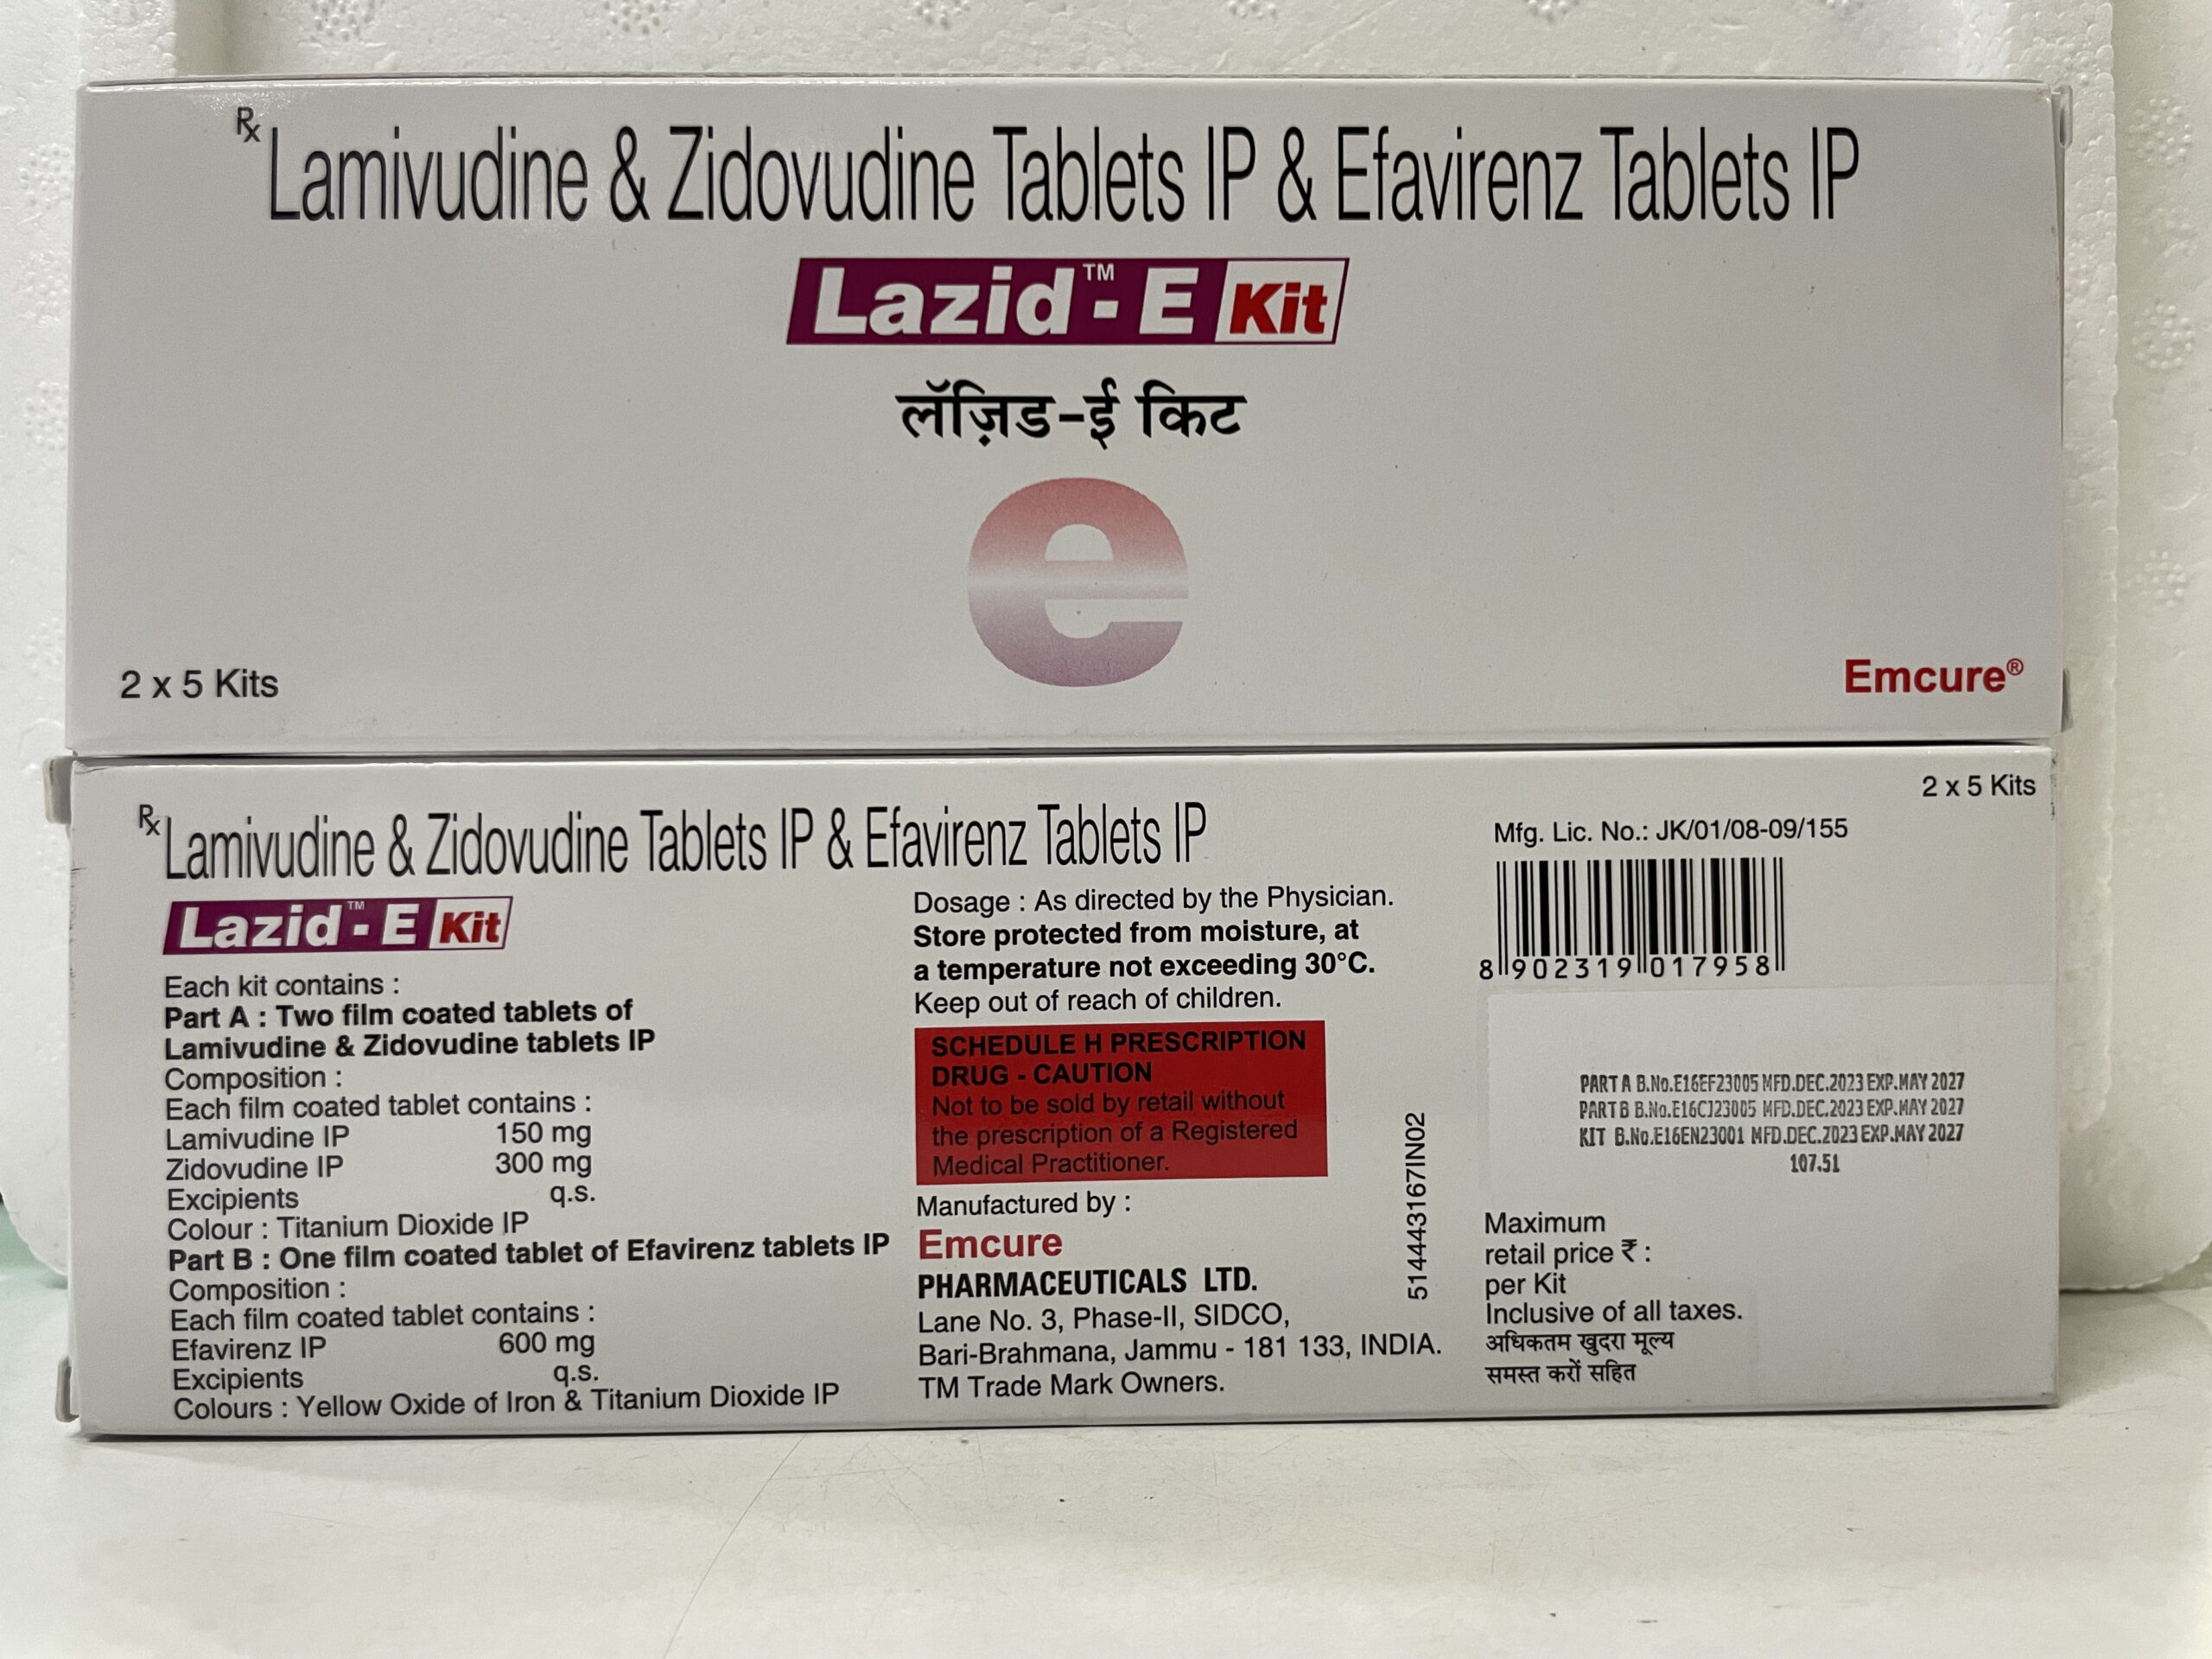 Rx Lamivudine & Zidovudine Tablets IP & Efavirenz Tablets IP
Lazid™-E Kit
लॅज़िड-ई किट
e
2 x 5 Kits
Emcure®
2 x 5 Kits
Rx Lamivudine & Zidovudine Tablets IP & Efavirenz Tablets IP
Lazid™-E Kit
Each kit contains :
Part A : Two film coated tablets of
Lamivudine & Zidovudine tablets IP
Composition :
Each film coated tablet contains :
Lamivudine IP 150 mg
Zidovudine IP 300 mg
Excipients q.s.
Colour : Titanium Dioxide IP
Part B : One film coated tablet of Efavirenz tablets IP
Composition :
Each film coated tablet contains :
Efavirenz IP 600 mg
Excipients q.s.
Colours : Yellow Oxide of Iron & Titanium Dioxide IP
Dosage : As directed by the Physician.
Store protected from moisture, at
a temperature not exceeding 30°C.
Keep out of reach of children.
SCHEDULE H PRESCRIPTION
DRUG - CAUTION
Not to be sold by retail without
the prescription of a Registered
Medical Practitioner.
Manufactured by :
Emcure
PHARMACEUTICALS LTD.
Lane No. 3, Phase-II, SIDCO,
Bari-Brahmana, Jammu - 181 133, INDIA.
TM Trade Mark Owners.
514443167IN02
Mfg. Lic. No.: JK/01/08-09/155
8 902319 017958
PART A B.No.E16EF23005 MFD.DEC.2023 EXP.MAY 2027
PART B B.No.E16CJ23005 MFD.DEC.2023 EXP.MAY 2027
KIT B.No.E16EN23001 MFD.DEC.2023 EXP.MAY 2027
107.51
Maximum
retail price ₹ :
per Kit
Inclusive of all taxes.
अधिकतम खुदरा मूल्य
समस्त करों सहित